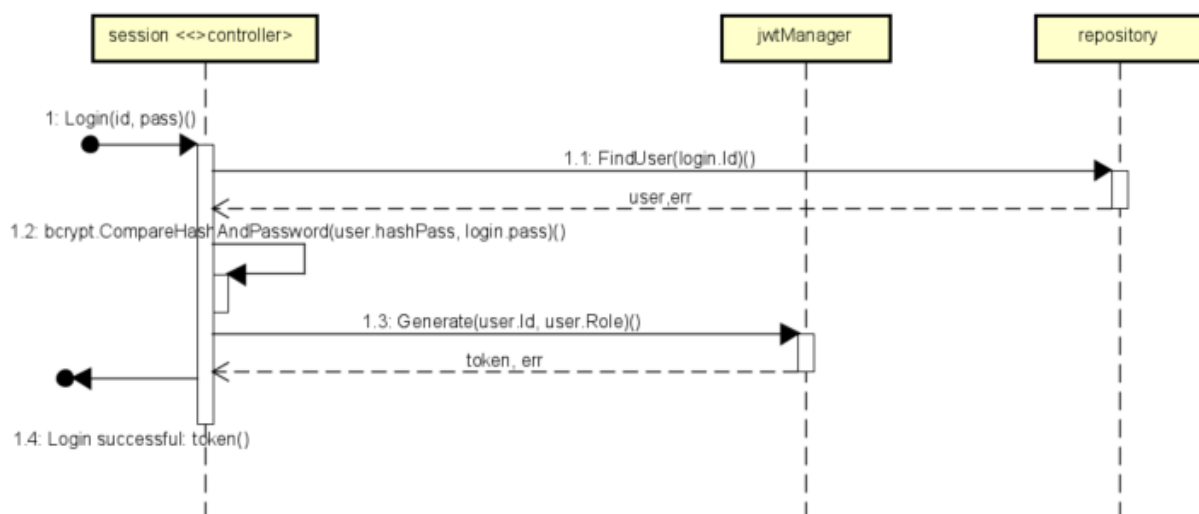 session <<>controller>
jwtManager
repository
1: Login(id, pass)()
1.1: FindUser(login.Id)()
user,err
1.2: bcrypt.CompareHashAndPassword(user.hashPass, login.pass)()
1.3: Generate(user.Id, user.Role)()
token, err
1.4: Login successful: token()